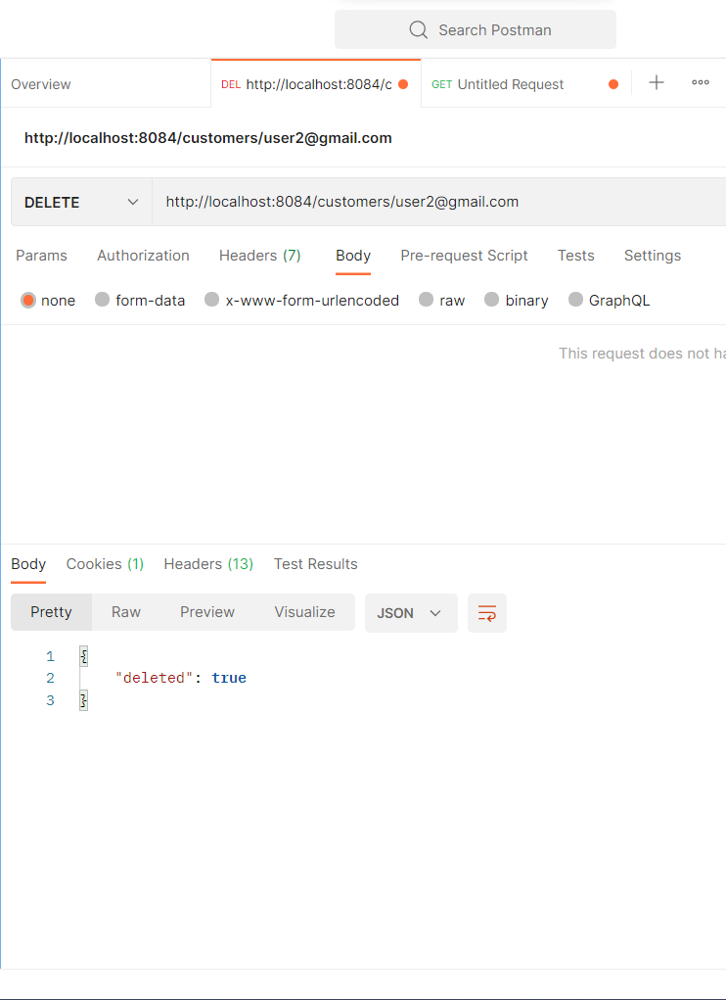 Search Postman
Overview
DEL http://localhost:8084/c
GET Untitled Request
http://localhost:8084/customers/user2@gmail.com
DELETE http://localhost:8084/customers/user2@gmail.com
Params Authorization Headers (7) Body Pre-request Script Tests Settings
none form-data x-www-form-urlencoded raw binary GraphQL
This request does not ha
Body Cookies (1) Headers (13) Test Results
Pretty Raw Preview Visualize JSON
1 {
2 "deleted": true
3 }